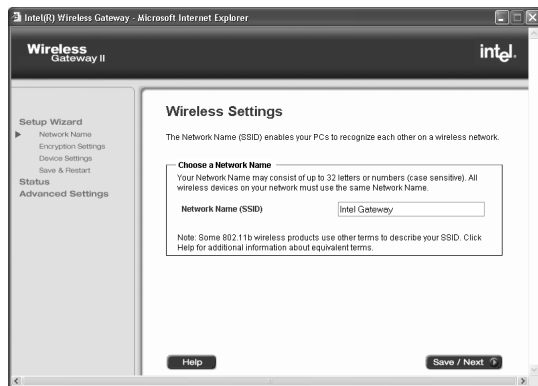 Intel(R) Wireless Gateway - Microsoft Internet Explorer
Wireless
Gateway II
intel.
Setup Wizard
Network Name
Encryption Settings
Device Settings
Save & Restart
Status
Advanced Settings
Wireless Settings
The Network Name (SSID) enables your PCs to recognize each other on a wireless network.
Choose a Network Name
Your Network Name may consist of up to 32 letters or numbers (case sensitive). All
wireless devices on your network must use the same Network Name.
Network Name (SSID)
Intel Gateway
Note: Some 802.11b wireless products use other terms to describe your SSID. Click
Help for additional information about equivalent terms.
Help
Save / Next